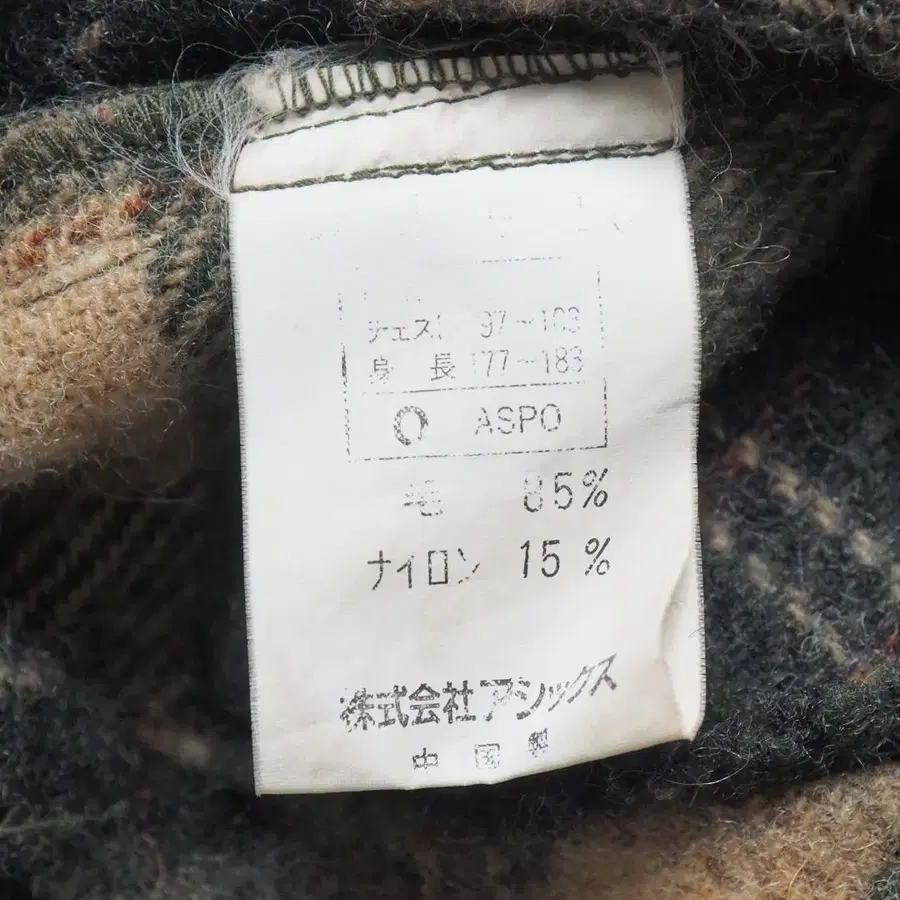 チェスト 97~103
身長 177~183
O ASPO
毛 85%
ナイロン 15%
株式会社アシックス
中国製